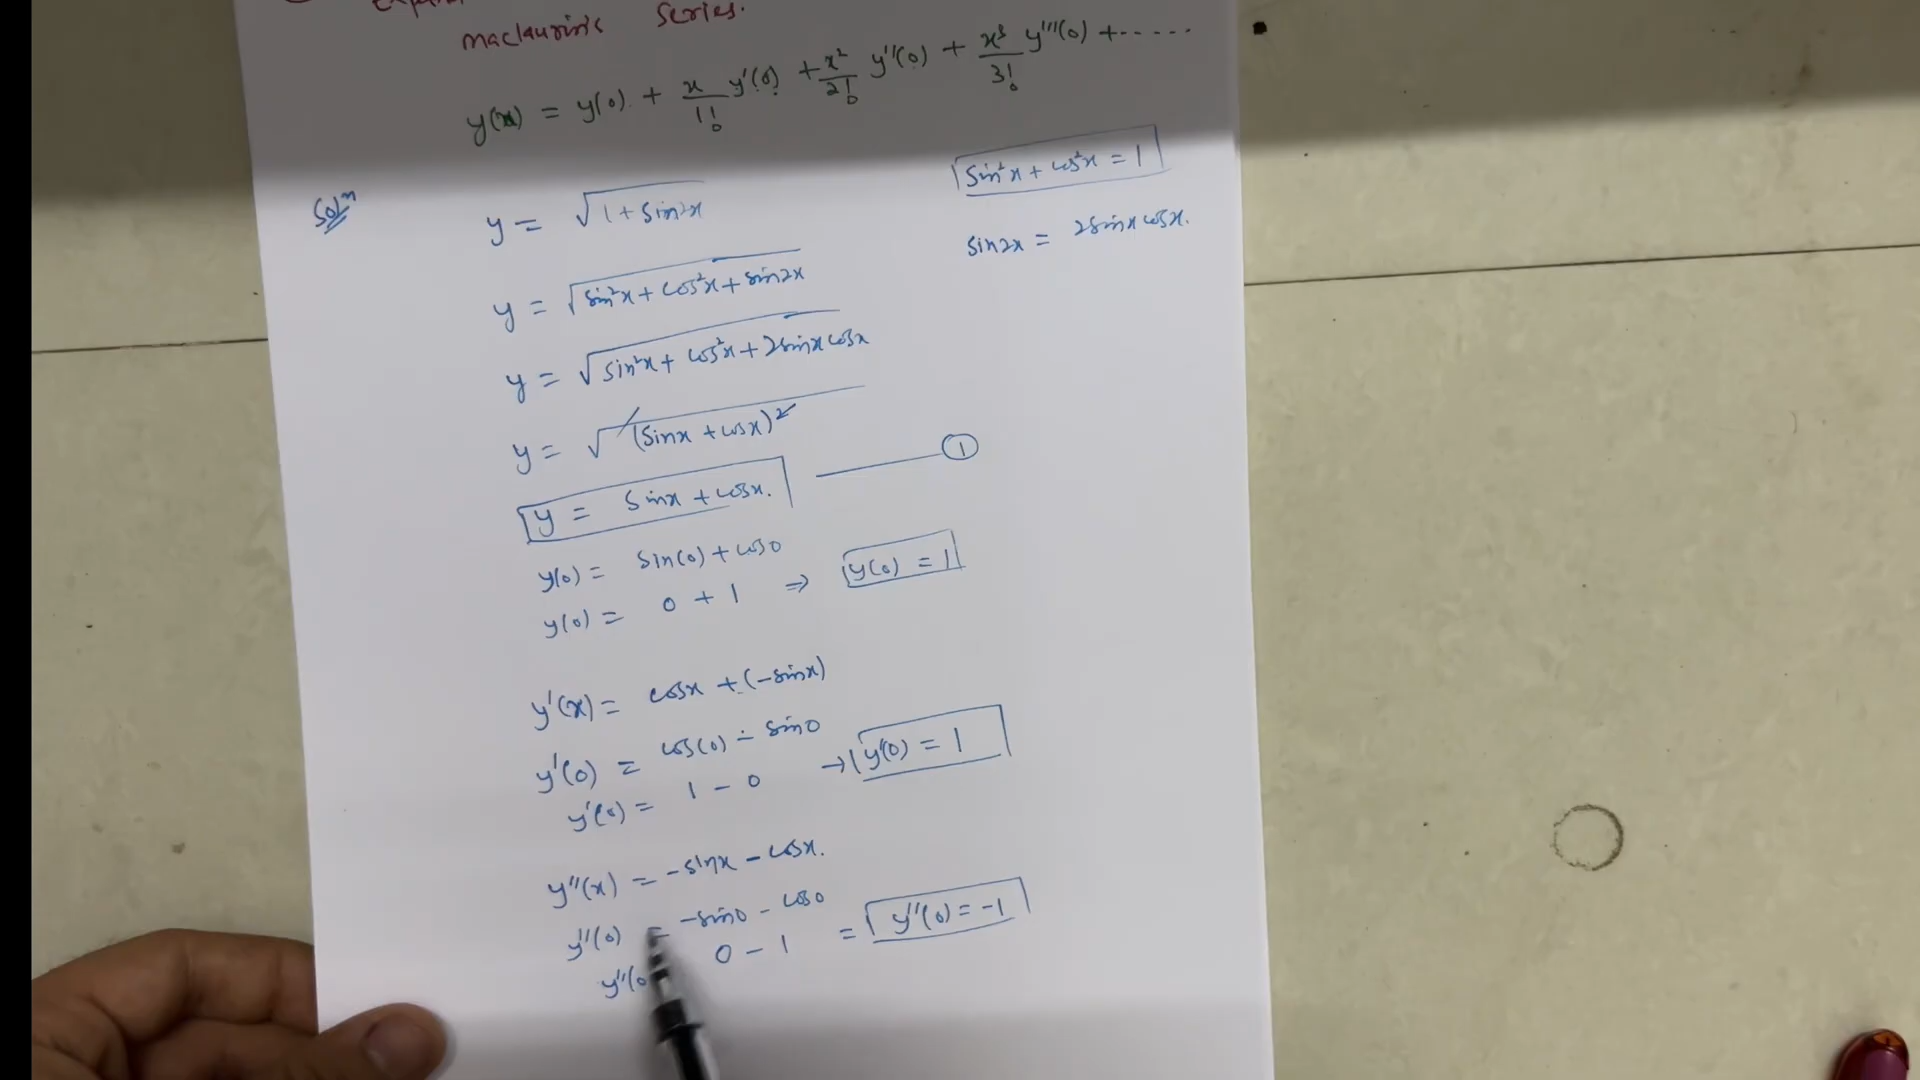 maclaurin's series.
y(x) = y(0) + x/1! y'(0) + x²/2! y''(0) + x³/3! y'''(0) + ......
Solⁿ
y = √(1 + sin2x)
y = √(sin²x + cos²x + sin2x)
y = √(sin²x + cos²x + 2sinx cosx)
y = √((sinx + cosx)²)
y = sinx + cosx. ——— ①
y(0) = sin(0) + cos0
y(0) = 0 + 1 ⇒ y(0) = 1
y'(x) = cosx + (-sinx)
y'(0) = cos(0) - sin0
y'(0) = 1 - 0 → y'(0) = 1
y''(x) = -sinx - cosx.
y''(0) = -sin0 - cos0
y''(0 0 - 1 = y''(0) = -1
sin²x + cos²x = 1
sin2x = 2sinx cosx.